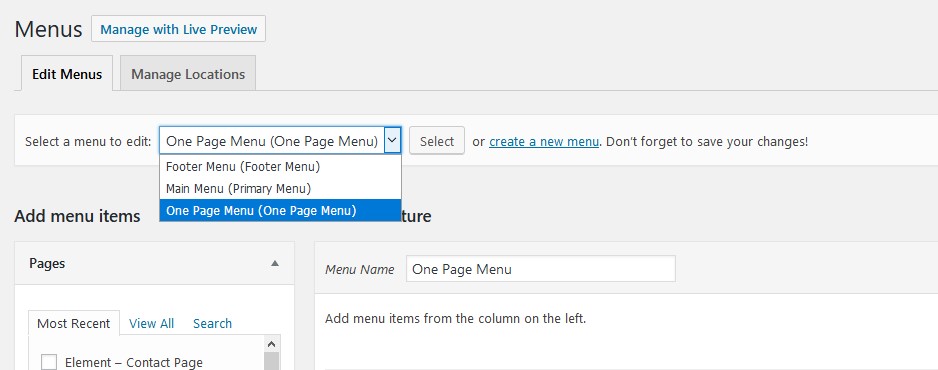 Menus Manage with Live Preview
Edit Menus Manage Locations
Select a menu to edit: One Page Menu (One Page Menu) Select or create a new menu. Don't forget to save your changes!
Footer Menu (Footer Menu)
Main Menu (Primary Menu)
One Page Menu (One Page Menu)
Add menu items ture
Pages
Menu Name One Page Menu
Most Recent View All Search
Add menu items from the column on the left.
Element – Contact Page